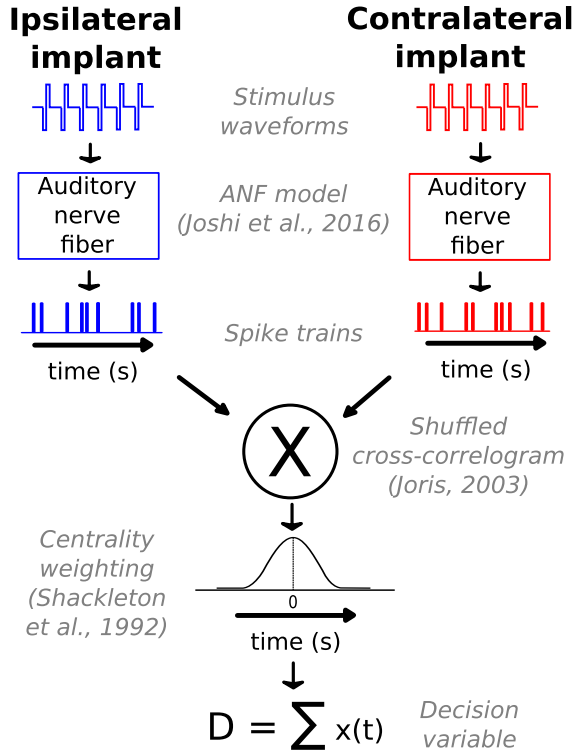 Ipsilateral
implant
Contralateral
implant
Stimulus
waveforms
Auditory
nerve
fiber
ANF model
(Joshi et al., 2016)
Auditory
nerve
fiber
Spike trains
time (s)
time (s)
X
Shuffled
cross-correlogram
(Joris, 2003)
Centrality
weighting
(Shackleton
et al., 1992)
0
time (s)
D = ∑ x(t)
Decision
variable